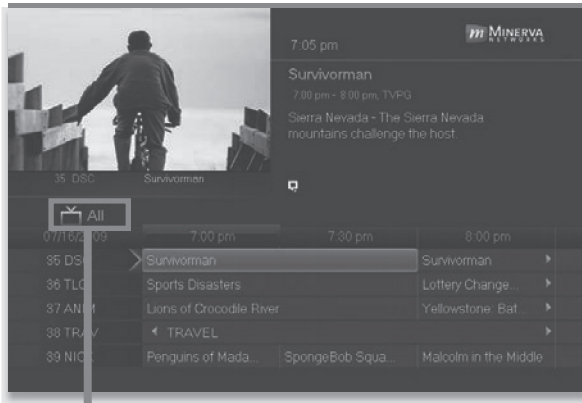 7:05 pm
m MINERVA
NETWORKS
Survivorman
7:00 pm - 8:00 pm, TVPG
Sierra Nevada - The Sierra Nevada
mountains challenge the host.
35 DSC Survivorman
All
07/16/2009 7:00 pm 7:30 pm 8:00 pm
35 DSC Survivorman Survivorman
36 TLC Sports Disasters Lottery Change...
37 ANIM Lions of Crocodile River Yellowstone: Bat...
38 TRAV TRAVEL
39 NICK Penguins of Mada... SpongeBob Squa... Malcolm in the Middle